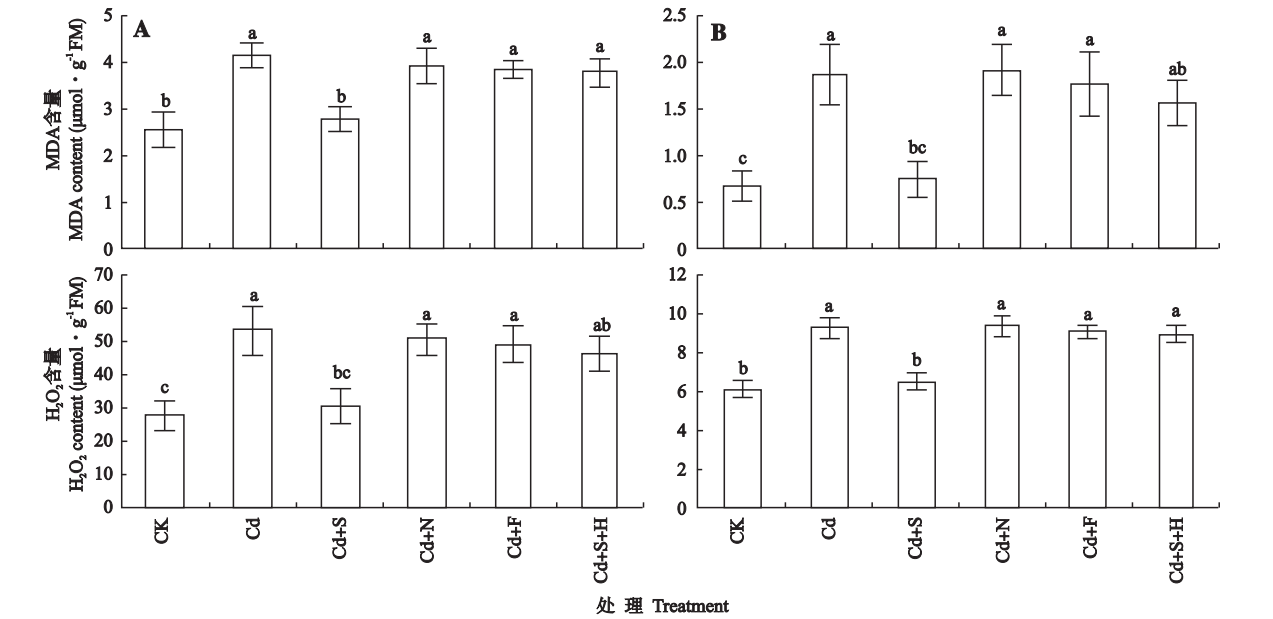 A
MDA含量
MDA content (μmol·g⁻¹FM)
5
4
3
2
1
0
b
a
b
a
a
a
B
2.5
2.0
1.5
1.0
0.5
0
c
a
bc
a
a
ab
H₂O₂含量
H₂O₂ content (μmol·g⁻¹FM)
70
60
50
40
30
20
10
0
c
a
bc
a
a
ab
12
10
8
6
4
2
0
b
a
b
a
a
a
CK
Cd
Cd+S
Cd+N
Cd+F
Cd+S+H
CK
Cd
Cd+S
Cd+N
Cd+F
Cd+S+H
处 理 Treatment